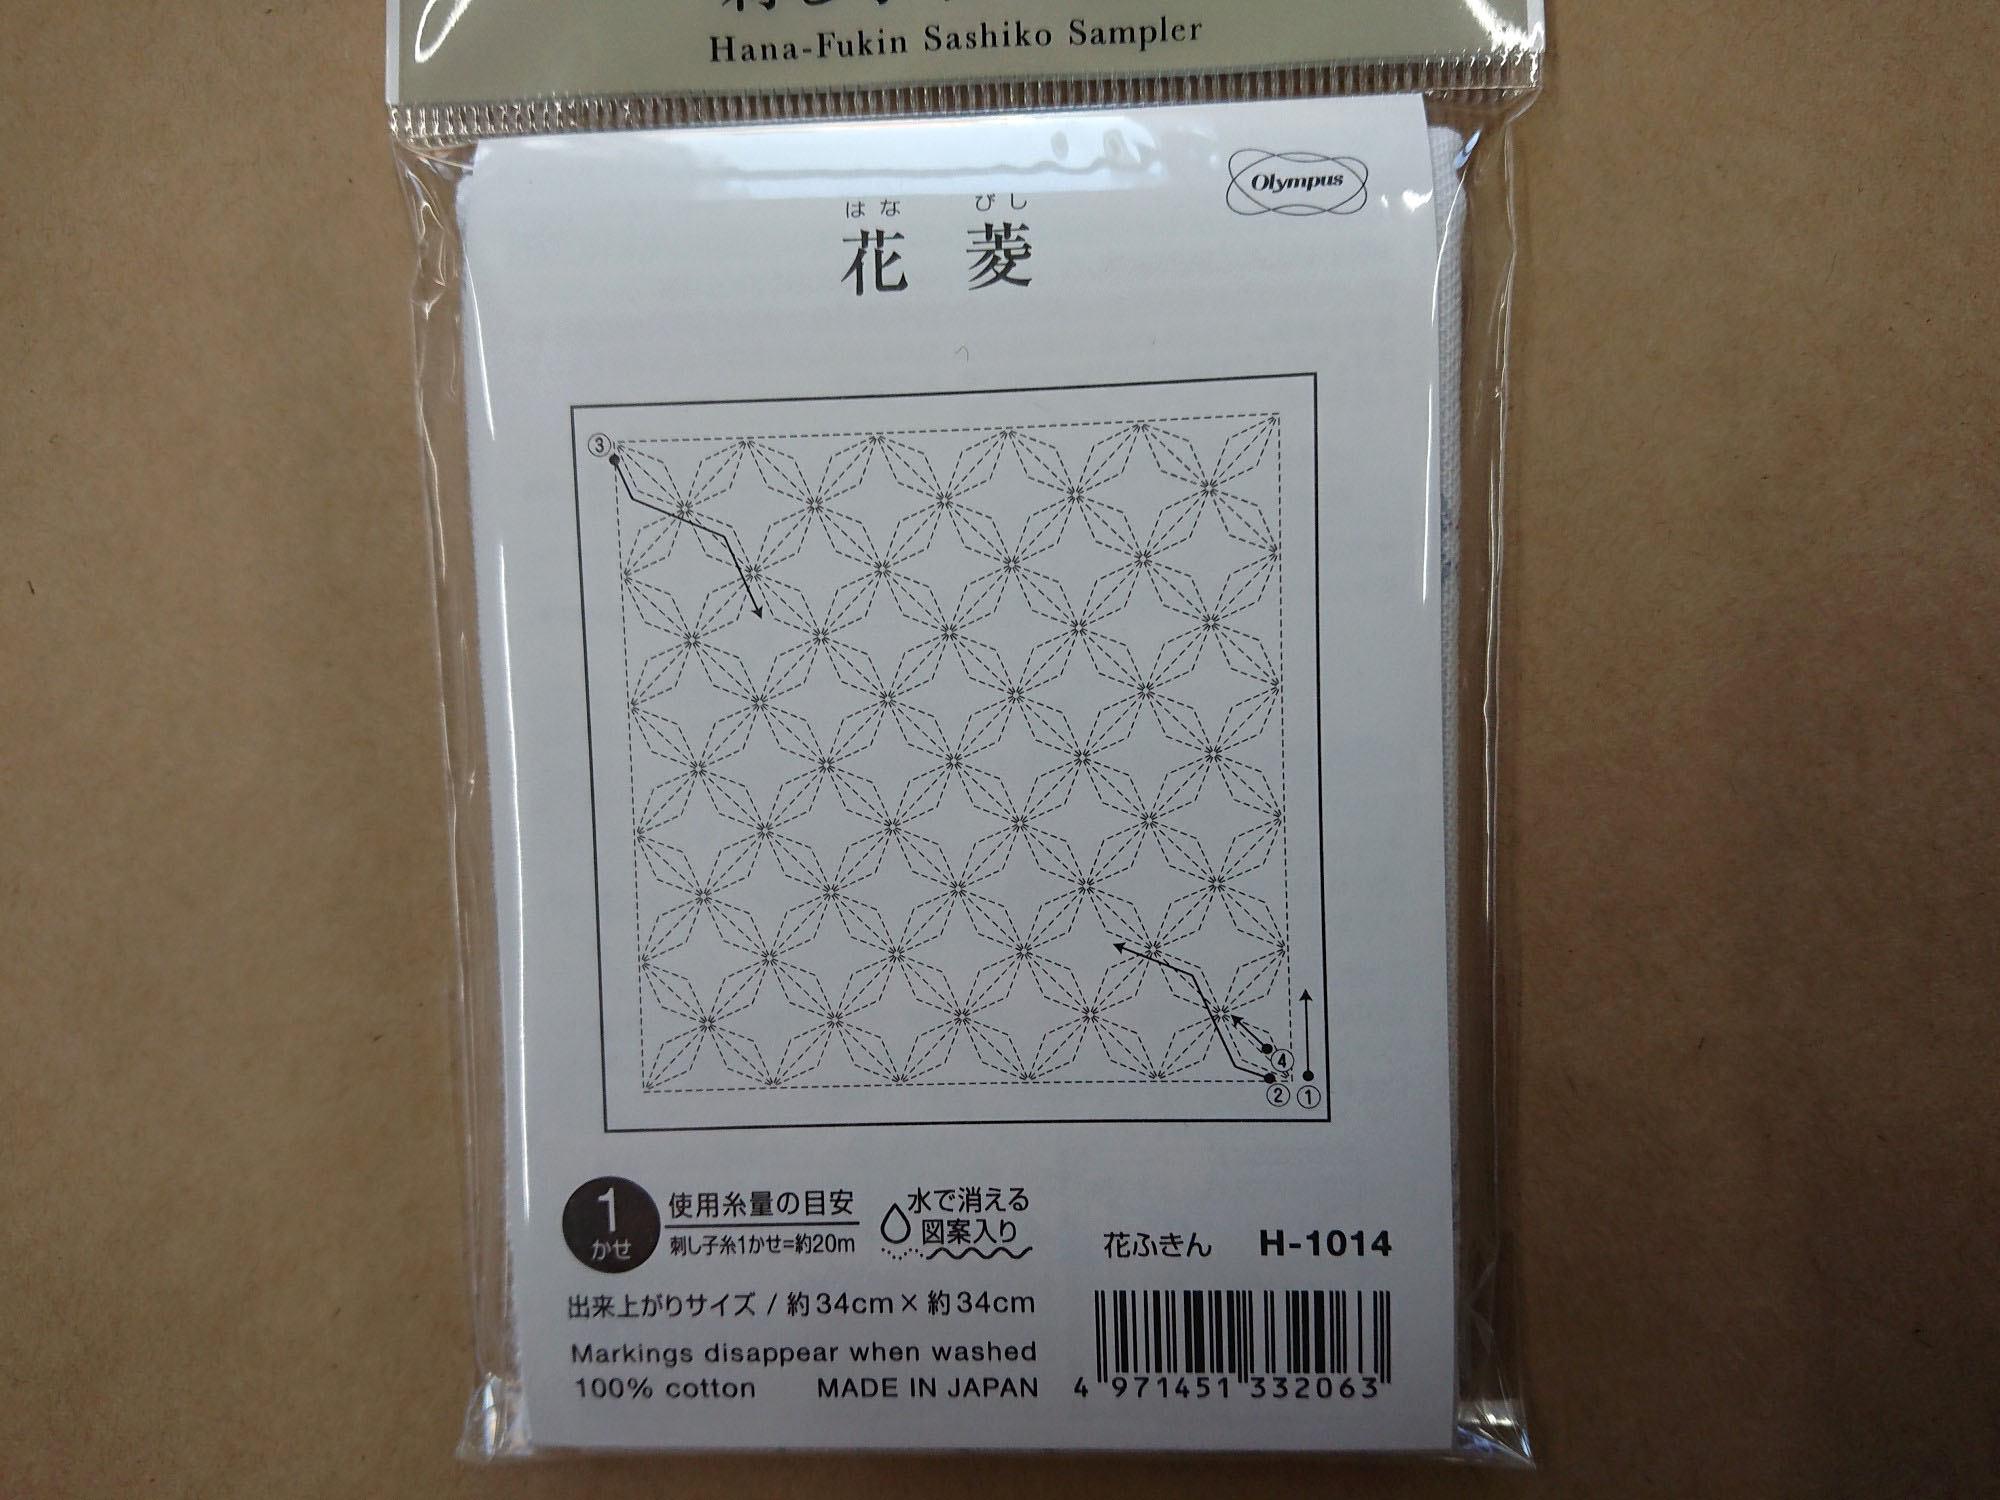 Hana-Fukin Sashiko Sampler
Olympus
はな びし
花 菱
③
④
② ①
1
かせ
使用糸量の目安
刺し子糸1かせ=約20m
水で消える
図案入り
花ふきん H-1014
出来上がりサイズ / 約34cm×約34cm
Markings disappear when washed
100% cotton MADE IN JAPAN
4 971451 332063